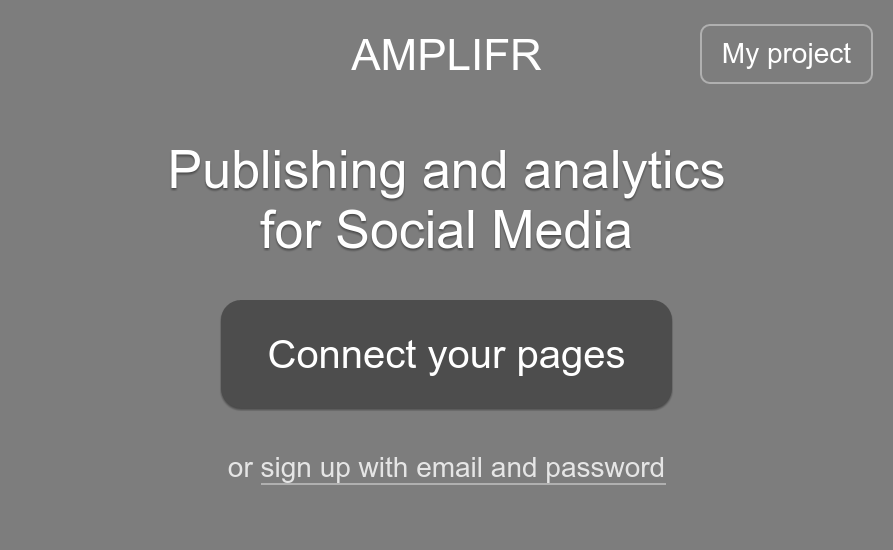 AMPLIFR
My project
Publishing and analytics
for Social Media
Connect your pages
or sign up with email and password